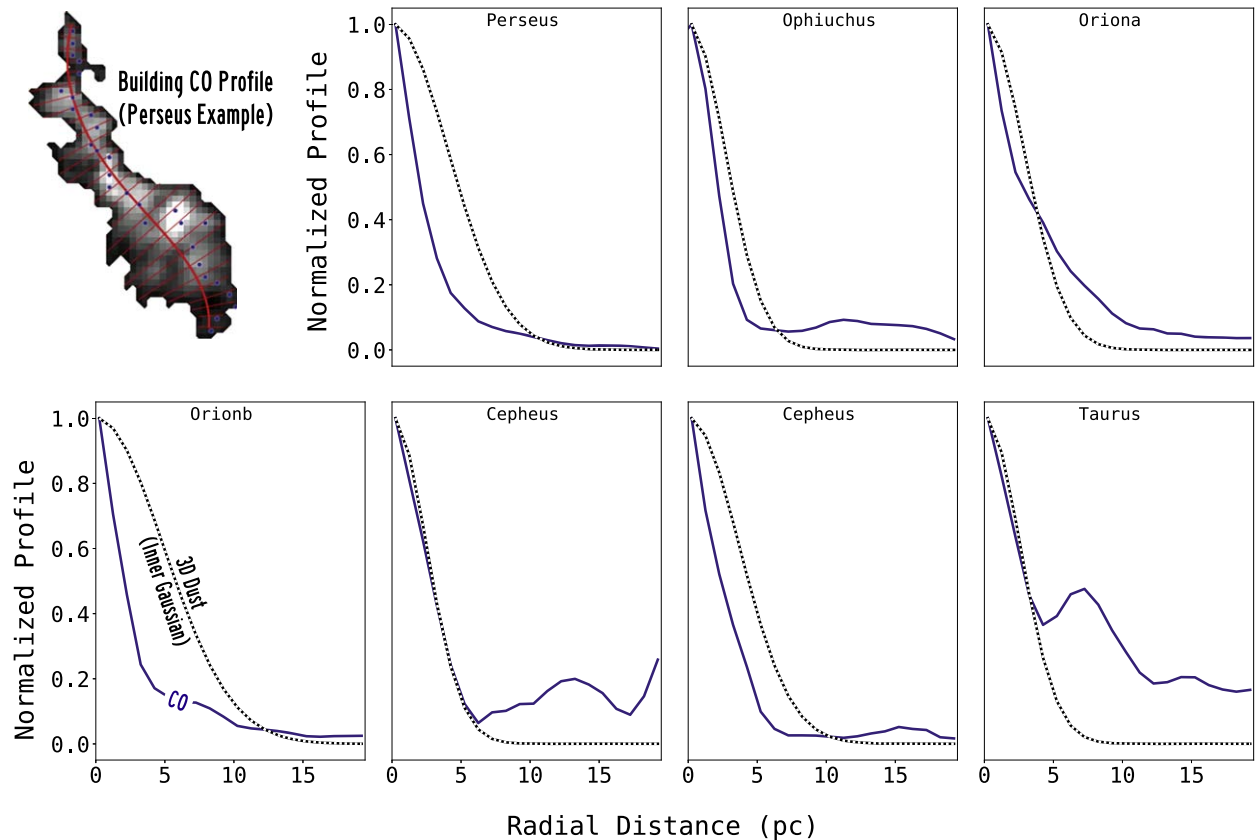 Building CO Profile
(Perseus Example)
Perseus
Ophiuchus
Oriona
Normalized Profile
1.0
0.8
0.6
0.4
0.2
0.0
Orionb
Cepheus
Cepheus
Taurus
Normalized Profile
1.0
0.8
0.6
0.4
0.2
0.0
3D Dust
(Inner Gaussian)
CO
0 5 10 15
0 5 10 15
0 5 10 15
0 5 10 15
Radial Distance (pc)